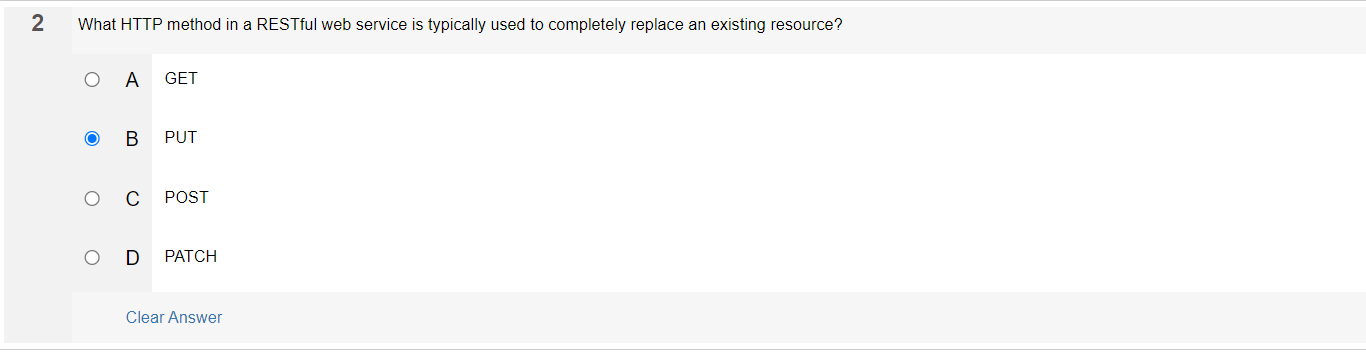 2 What HTTP method in a RESTful web service is typically used to completely replace an existing resource?
A GET
B PUT
C POST
D PATCH
Clear Answer